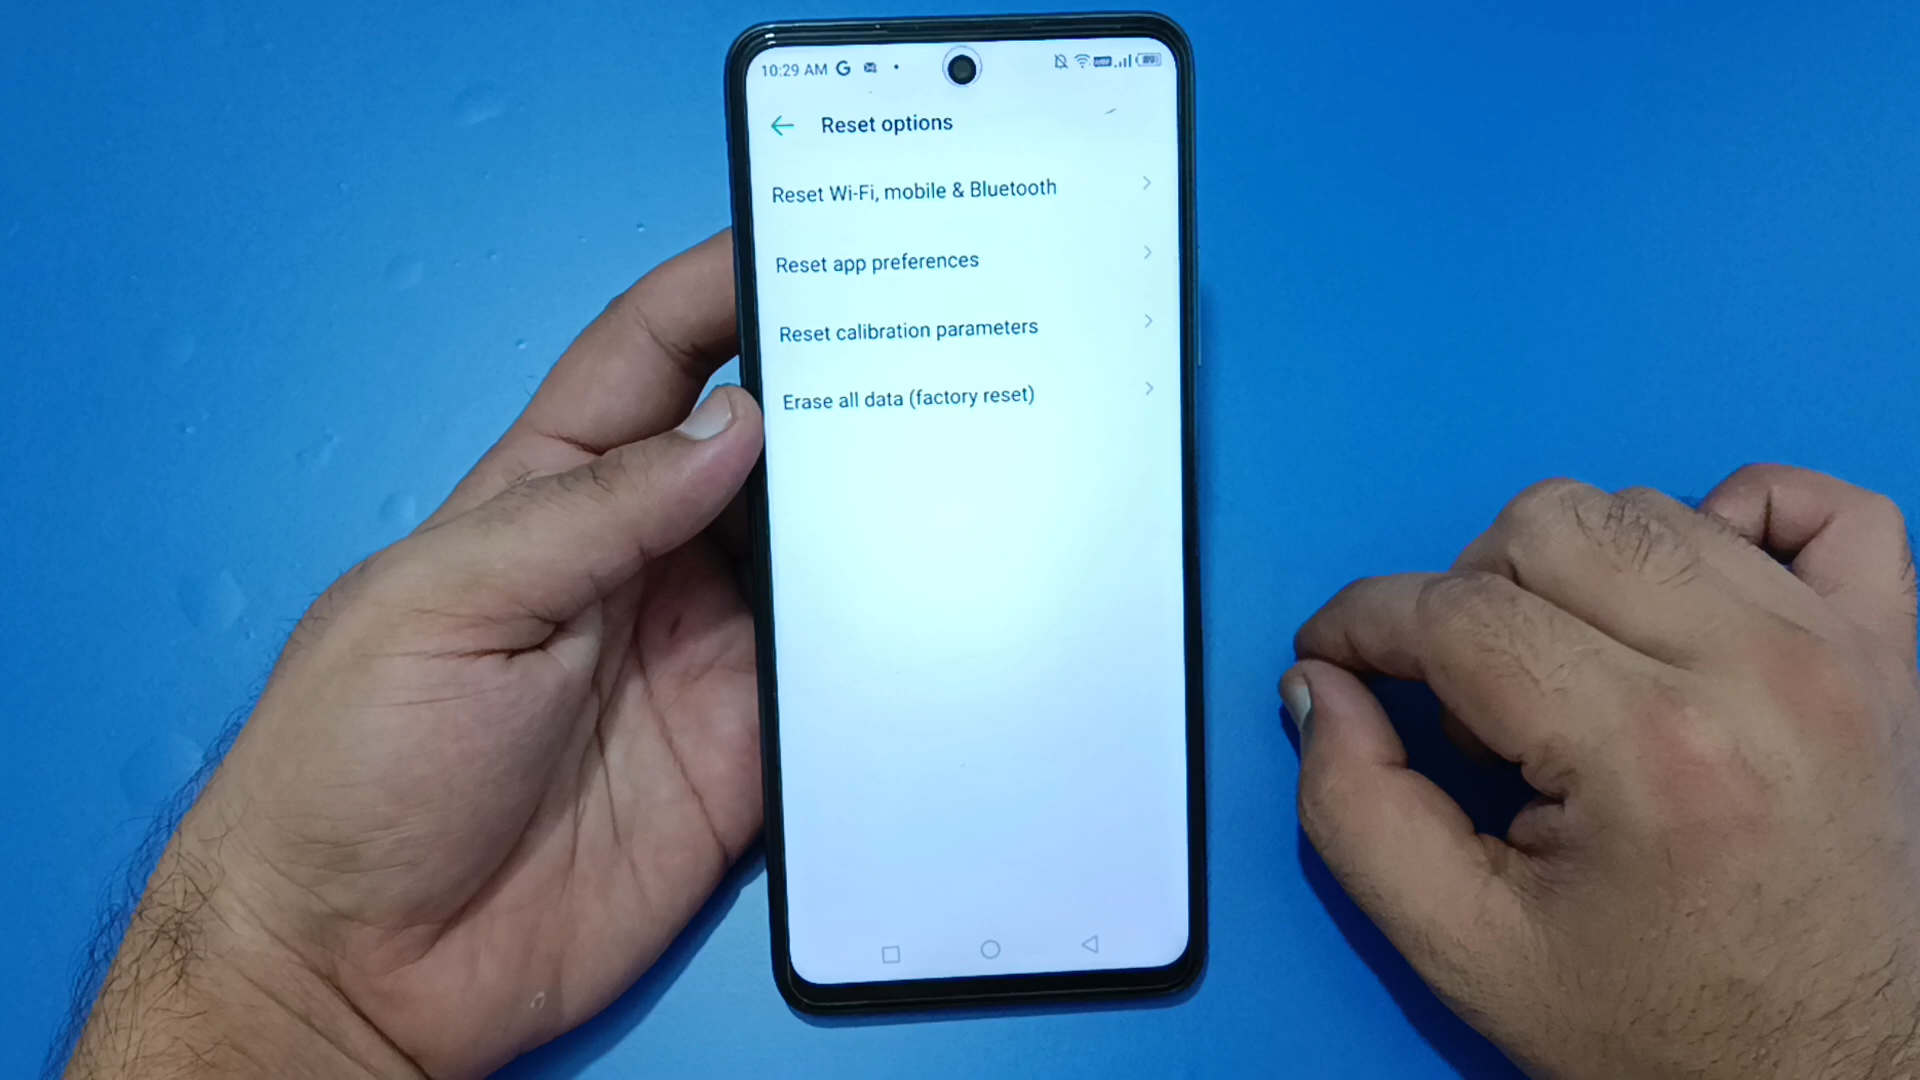 10:29 AM G
Reset options
Reset Wi-Fi, mobile & Bluetooth
Reset app preferences
Reset calibration parameters
Erase all data (factory reset)